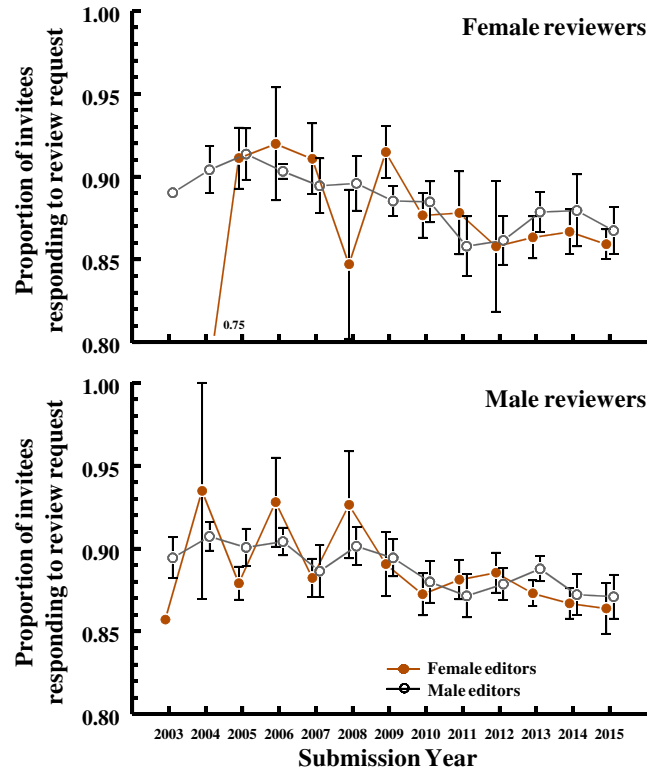 Female reviewers
Proportion of invitees
responding to review request
1.00
0.95
0.90
0.85
0.80
0.75
Male reviewers
Proportion of invitees
responding to review request
1.00
0.95
0.90
0.85
0.80
Female editors
Male editors
2003 2004 2005 2006 2007 2008 2009 2010 2011 2012 2013 2014 2015
Submission Year